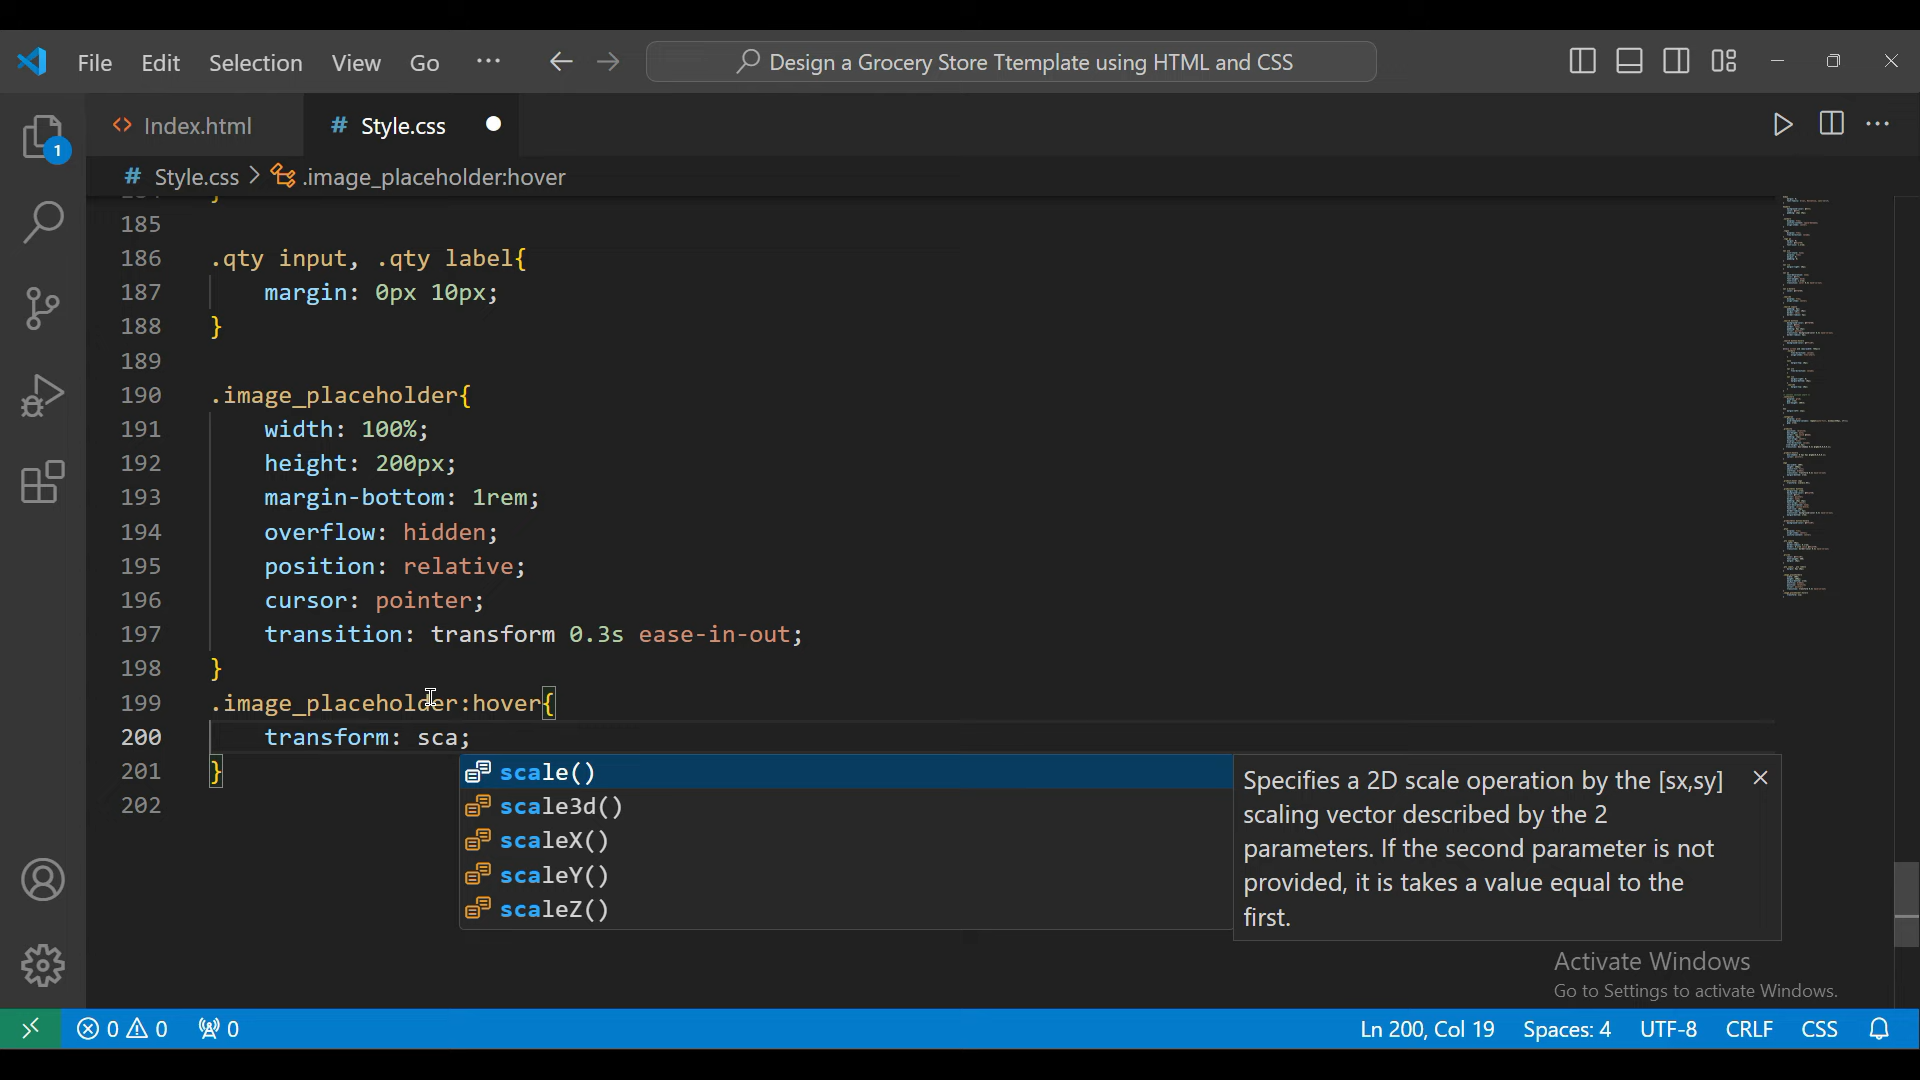 File Edit Selection View Go ··· Design a Grocery Store Ttemplate using HTML and CSS
1
<> Index.html # Style.css
# Style.css > .image_placeholder:hover
185
186 .qty input, .qty label{
187 margin: 0px 10px;
188 }
189
190 .image_placeholder{
191 width: 100%;
192 height: 200px;
193 margin-bottom: 1rem;
194 overflow: hidden;
195 position: relative;
196 cursor: pointer;
197 transition: transform 0.3s ease-in-out;
198 }
199 .image_placeholder:hover{
200 transform: sca;
201 }
202
scale()
scale3d()
scaleX()
scaleY()
scaleZ()
Specifies a 2D scale operation by the [sx,sy]
scaling vector described by the 2
parameters. If the second parameter is not
provided, it is takes a value equal to the
first.
Activate Windows
Go to Settings to activate Windows.
0 0 0 Ln 200, Col 19 Spaces: 4 UTF-8 CRLF CSS